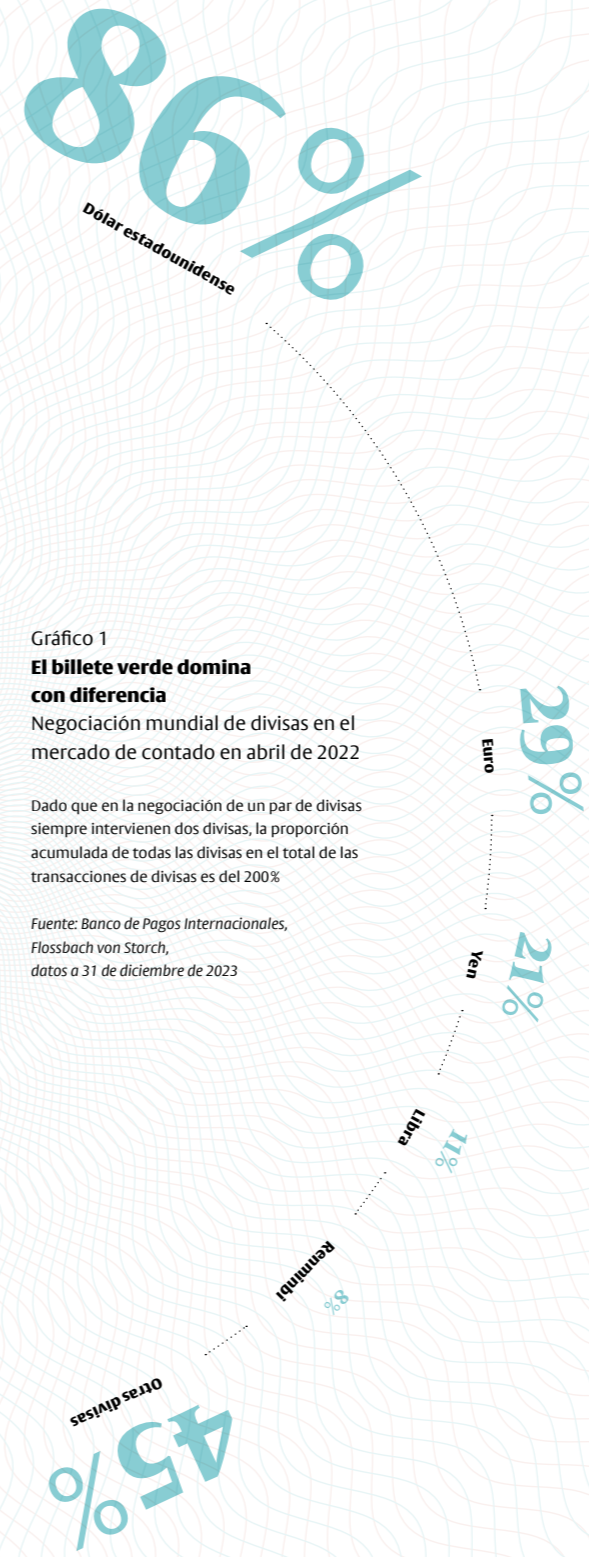 86%
Dólar estadounidense
Gráfico 1
El billete verde domina
con diferencia
Negociación mundial de divisas en el
mercado de contado en abril de 2022
Dado que en la negociación de un par de divisas
siempre intervienen dos divisas, la proporción
acumulada de todas las divisas en el total de las
transacciones de divisas es del 200%
Fuente: Banco de Pagos Internacionales,
Flossbach von Storch,
datos a 31 de diciembre de 2023
29%
Euro
21%
Yen
11%
Libra
8%
Renminbi
45%
Otras divisas